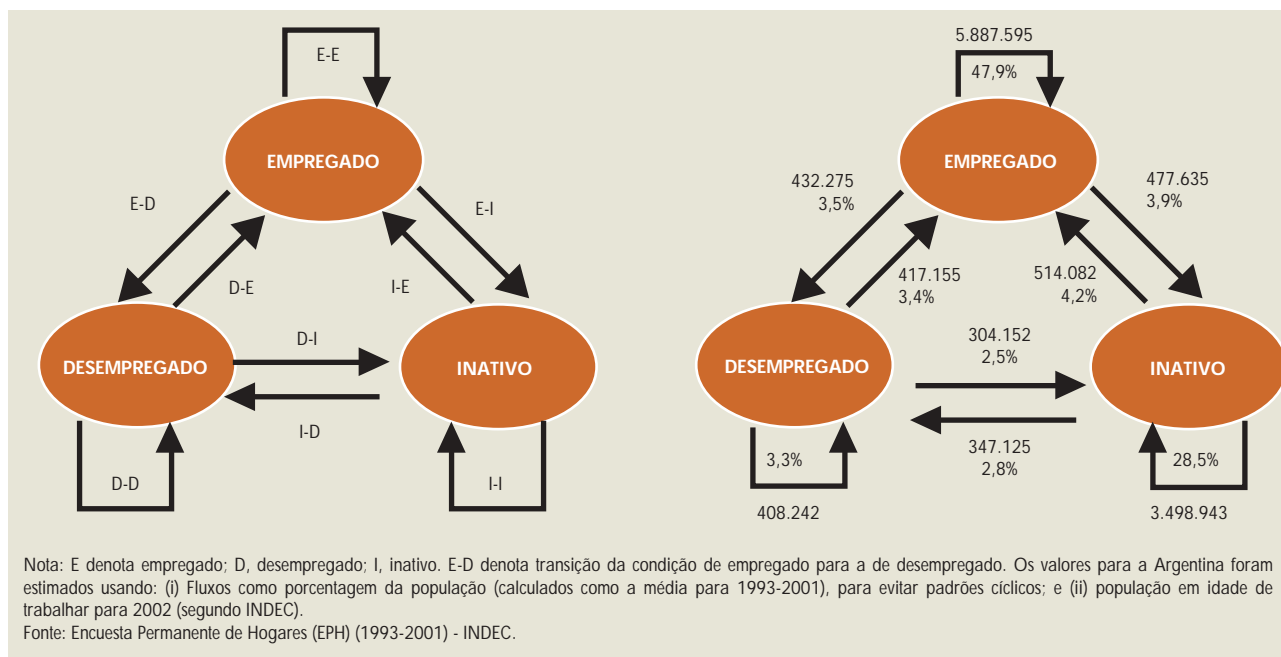 E-E
EMPREGADO
E-D
E-I
D-E
I-E
DESEMPREGADO
D-I
INATIVO
I-D
D-D
I-I
5.887.595
47,9%
EMPREGADO
432.275
3,5%
477.635
3,9%
417.155
3,4%
514.082
4,2%
DESEMPREGADO
304.152
2,5%
INATIVO
347.125
2,8%
3,3%
408.242
28,5%
3.498.943
Nota: E denota empregado; D, desempregado; I, inativo. E-D denota transição da condição de empregado para a de desempregado. Os valores para a Argentina foram
estimados usando: (i) Fluxos como porcentagem da população (calculados como a média para 1993-2001), para evitar padrões cíclicos; e (ii) população em idade de
trabalhar para 2002 (segundo INDEC).
Fonte: Encuesta Permanente de Hogares (EPH) (1993-2001) - INDEC.